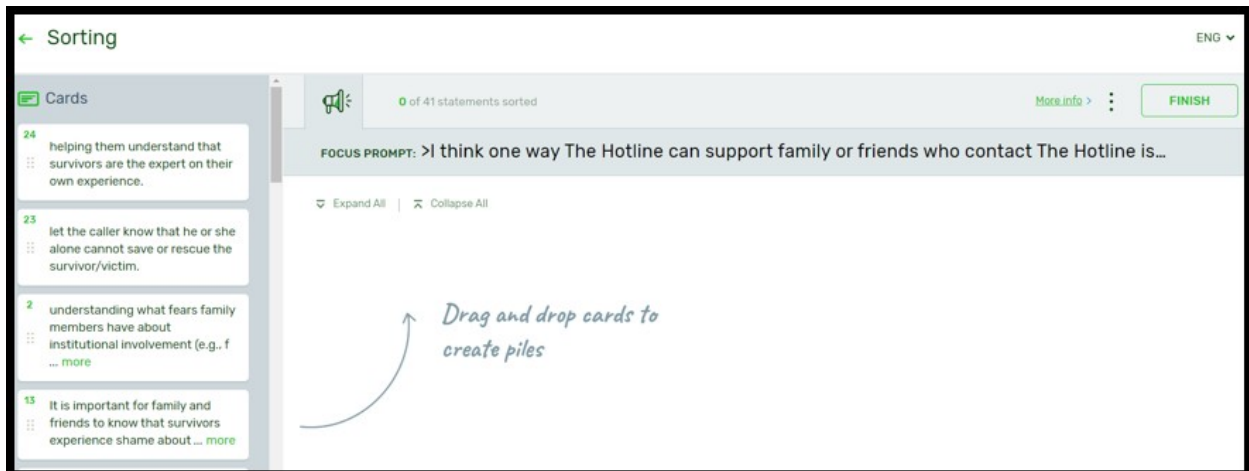 ← Sorting
ENG
Cards
24
helping them understand that
survivors are the expert on their
own experience.
23
let the caller know that he or she
alone cannot save or rescue the
survivor/victim.
2
understanding what fears family
members have about
institutional involvement (e.g., f
... more
13
It is important for family and
friends to know that survivors
experience shame about ... more
0 of 41 statements sorted
More info >
FINISH
FOCUS PROMPT: >I think one way The Hotline can support family or friends who contact The Hotline is...
Expand All | Collapse All
Drag and drop cards to
create piles